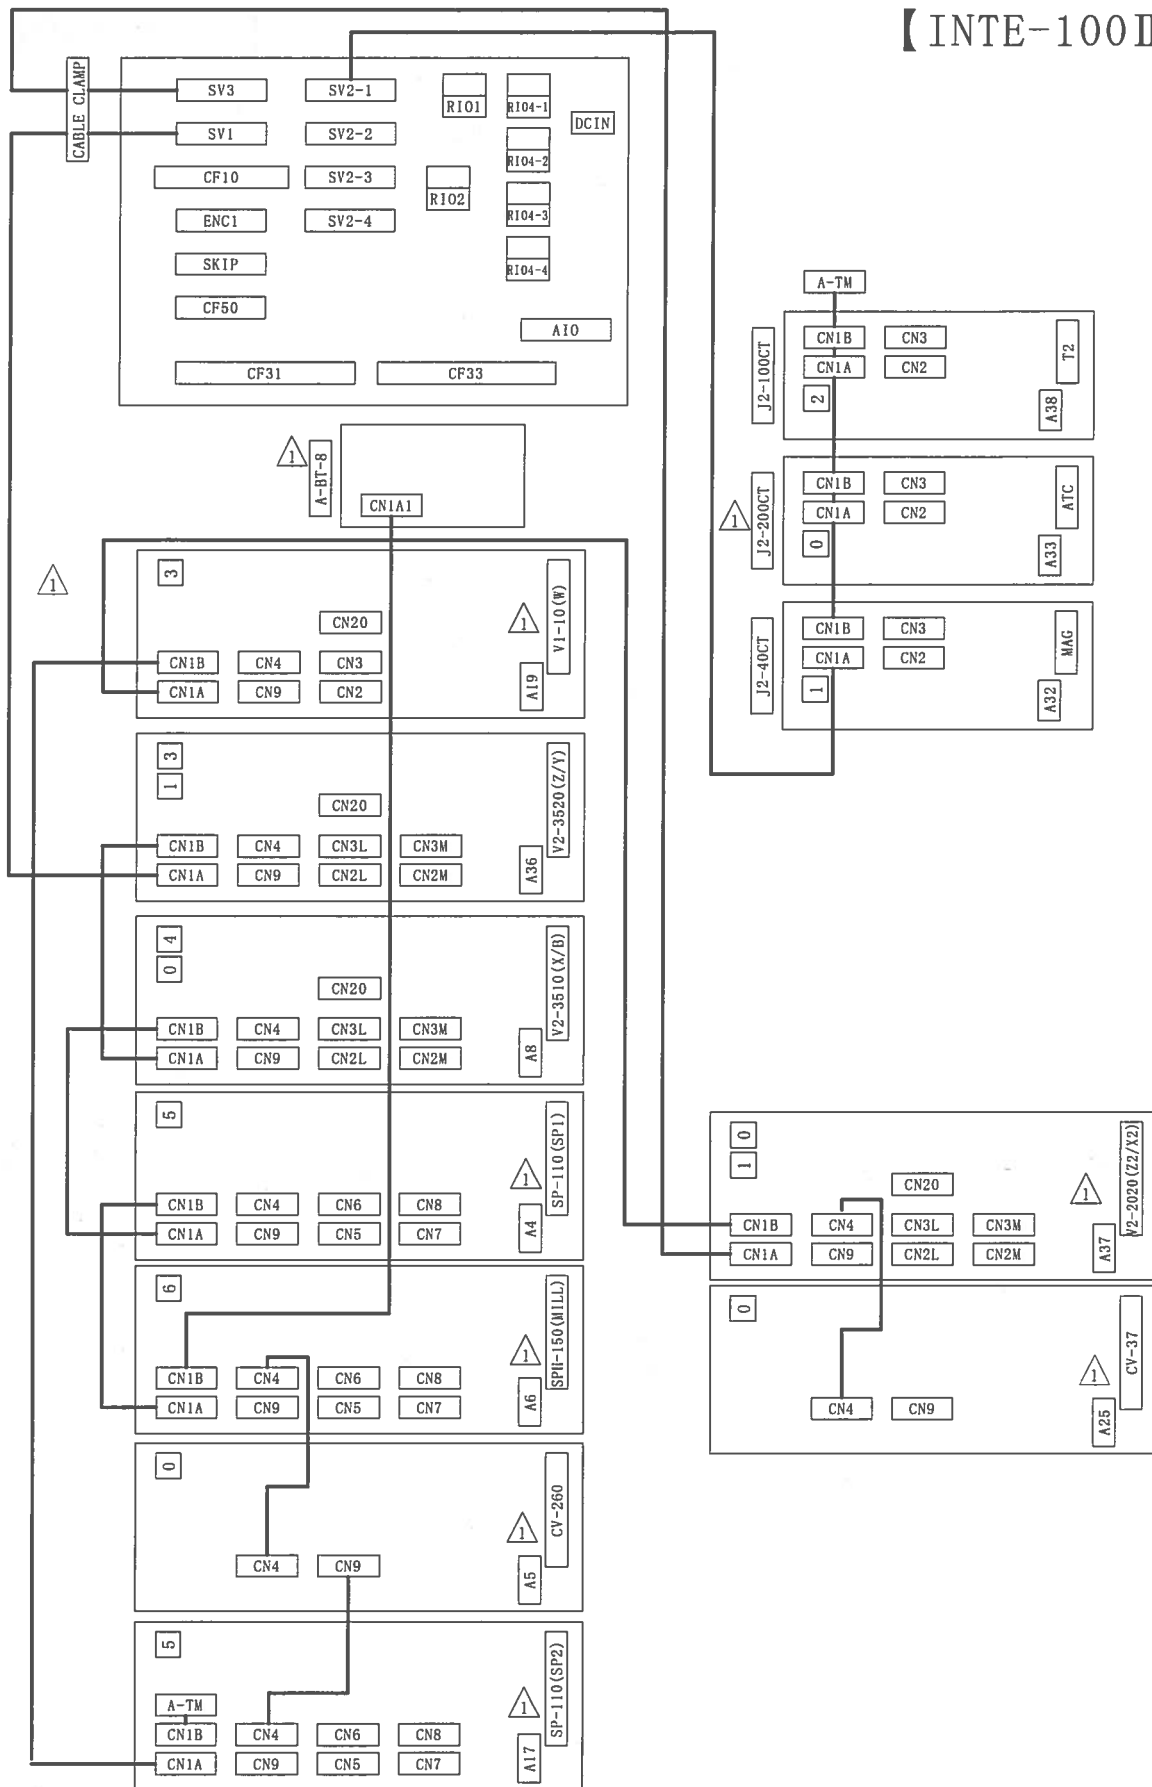 【INTE-100Ⅱ
CABLE CLAMP
SV3
SV2-1
RIO1
RIO4-1
DCIN
SV1
SV2-2
RIO4-2
CF10
SV2-3
RIO2
RIO4-3
ENC1
SV2-4
RIO4-4
SKIP
CF50
AIO
CF31
CF33
A-TM
J2-100CT
CN1B
CN3
T2
CN1A
CN2
2
A38
1
A-BT-8
CN1A1
1
J2-200CT
CN1B
CN3
ATC
CN1A
CN2
0
A33
J2-40CT
CN1B
CN3
MAG
CN1A
CN2
1
A32
1
3
CN20
1
V1-10(W)
CN1B
CN4
CN3
CN1A
CN9
CN2
A19
3
1
CN20
V2-3520(Z/Y)
CN1B
CN4
CN3L
CN3M
CN1A
CN9
CN2L
CN2M
A36
4
0
CN20
V2-3510(X/B)
CN1B
CN4
CN3L
CN3M
CN1A
CN9
CN2L
CN2M
A8
5
1
SP-110(SP1)
CN1B
CN4
CN6
CN8
CN1A
CN9
CN5
CN7
A4
0
1
CN20
1
V2-2020(Z2/X2)
CN1B
CN4
CN3L
CN3M
CN1A
CN9
CN2L
CN2M
A37
6
1
SPH-150(MILL)
CN1B
CN4
CN6
CN8
CN1A
CN9
CN5
CN7
A6
0
1
CV-37
CN4
CN9
A25
0
1
CV-260
CN4
CN9
A5
5
1
SP-110(SP2)
A-TM
CN1B
CN4
CN6
CN8
CN1A
CN9
CN5
CN7
A17